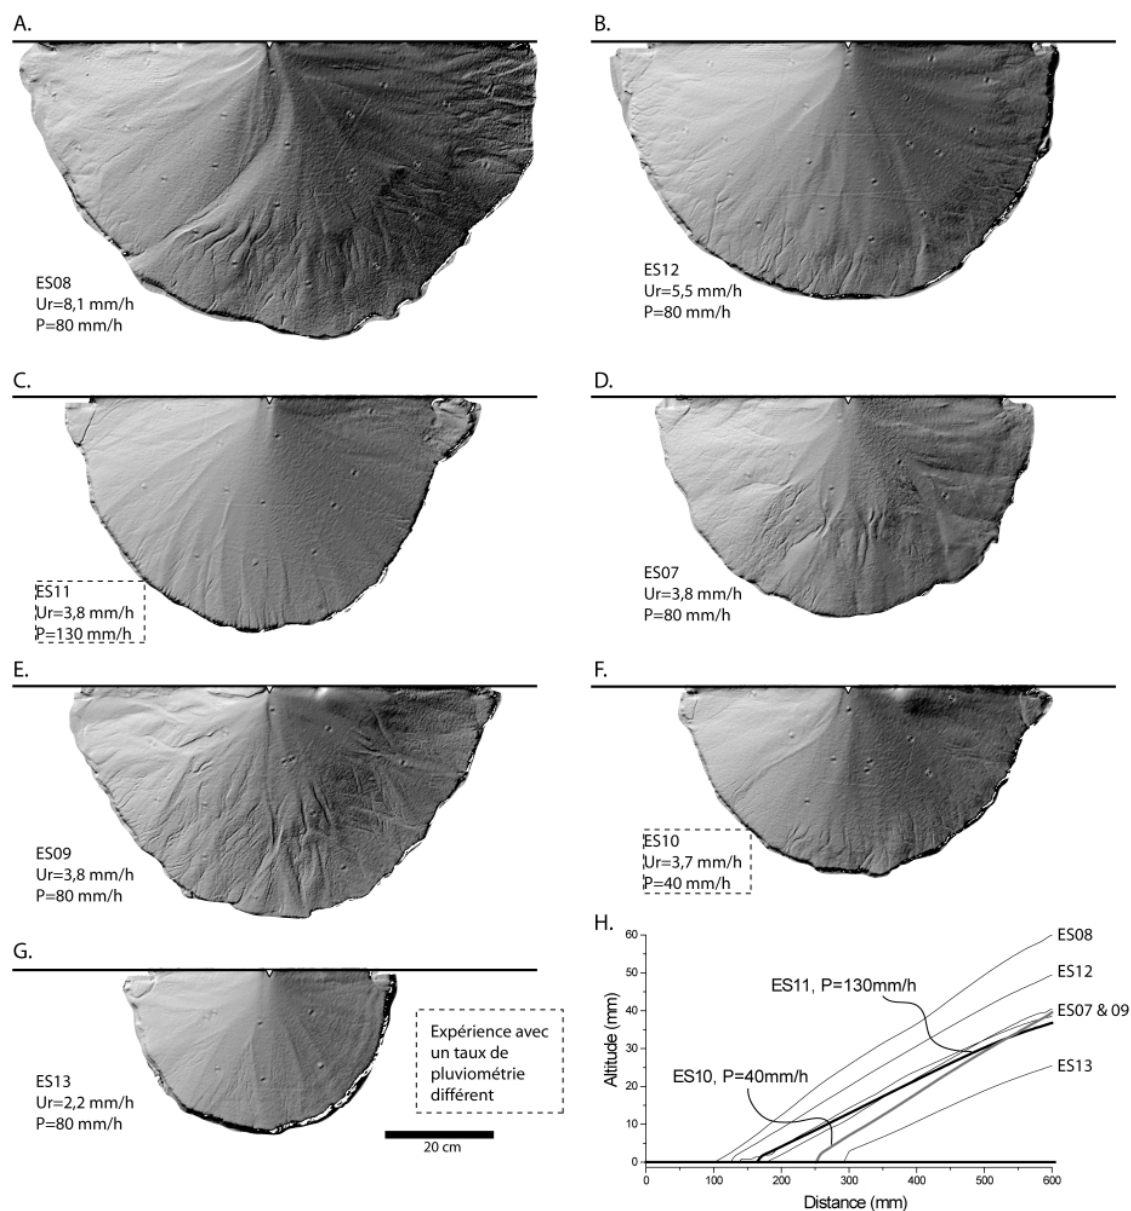 A.
B.
ES08
Ur=8,1 mm/h
P=80 mm/h
ES12
Ur=5,5 mm/h
P=80 mm/h
C.
D.
ES11
Ur=3,8 mm/h
P=130 mm/h
ES07
Ur=3,8 mm/h
P=80 mm/h
E.
F.
ES09
Ur=3,8 mm/h
P=80 mm/h
ES10
Ur=3,7 mm/h
P=40 mm/h
G.
ES13
Ur=2,2 mm/h
P=80 mm/h
Expérience avec
un taux de
pluviométrie
différent
20 cm
H.
60
50
40
30
20
10
0
Altitude (mm)
ES08
ES12
ES11, P=130mm/h
ES07 & 09
ES10, P=40mm/h
ES13
0
100
200
300
400
500
600
Distance (mm)